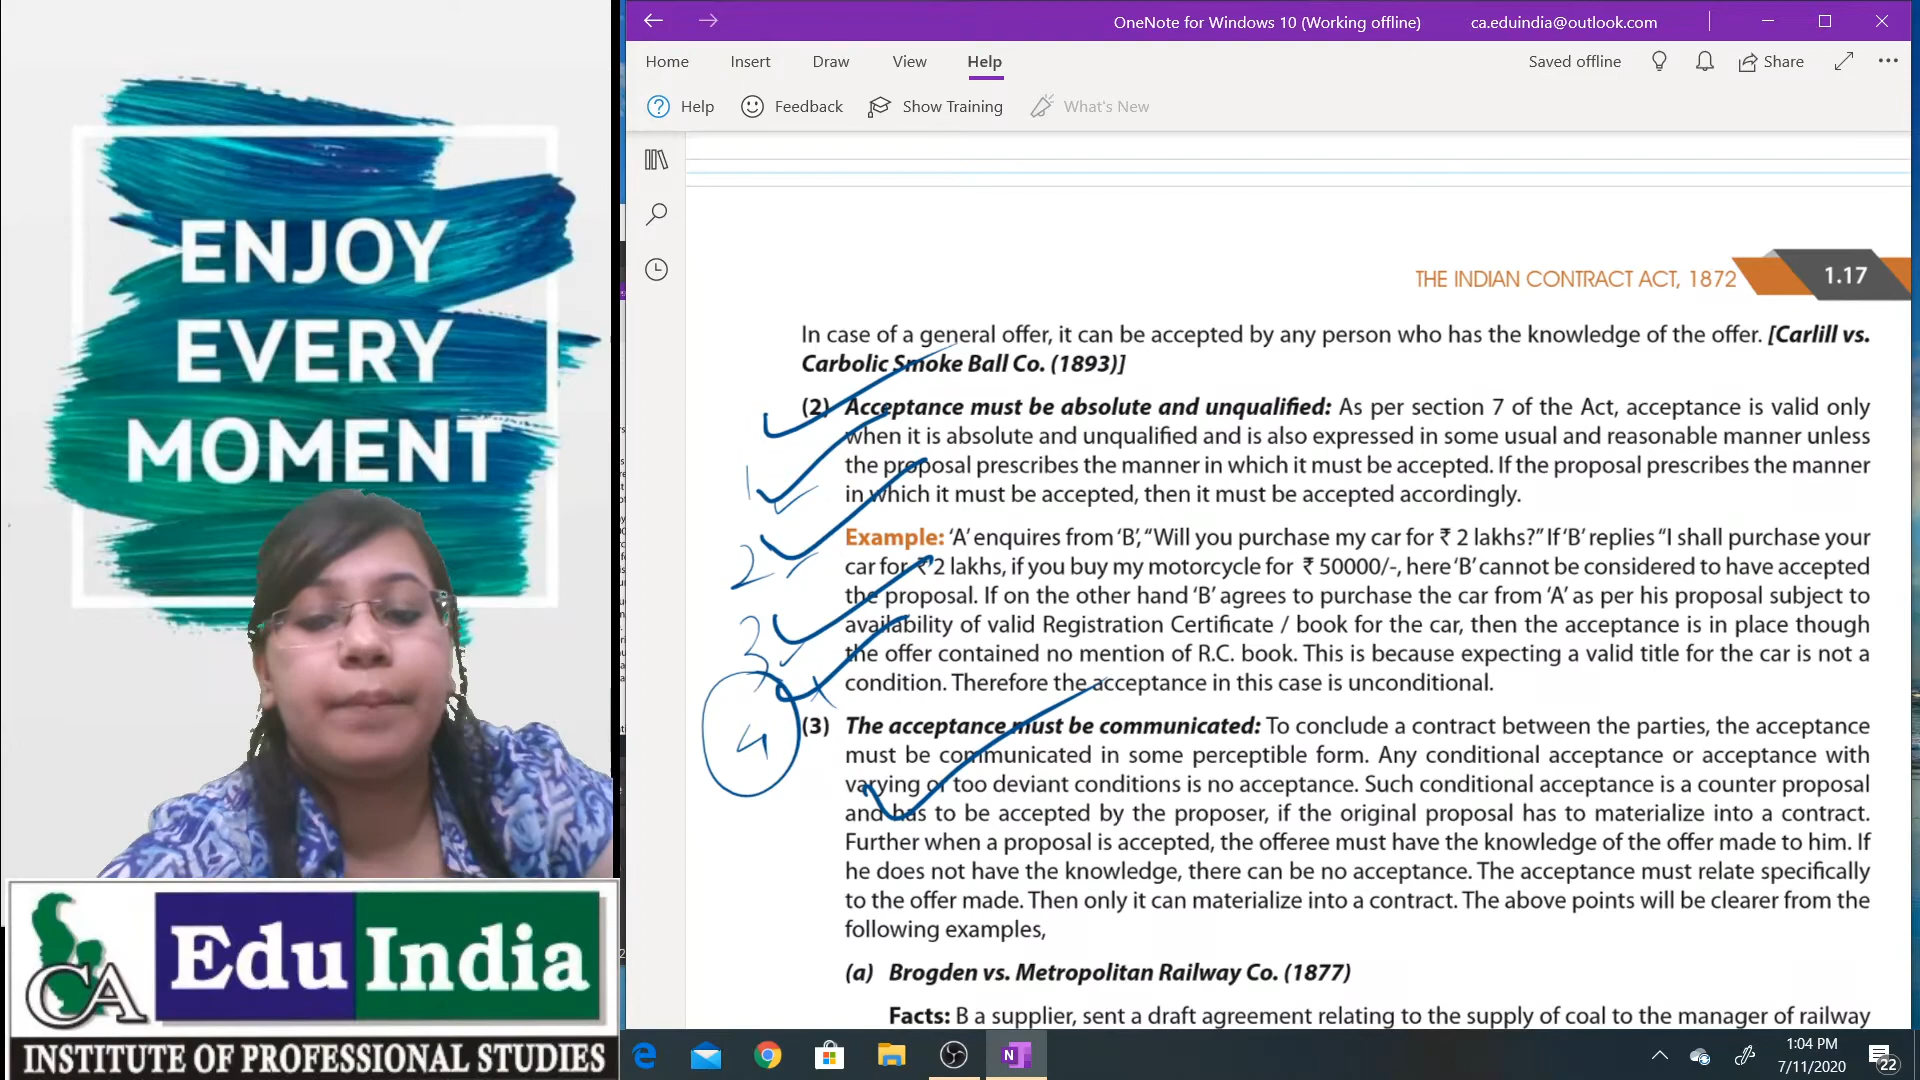 ENJOY
EVERY
MOMENT
CA
Edu India
INSTITUTE OF PROFESSIONAL STUDIES
OneNote for Windows 10 (Working offline)
ca.eduindia@outlook.com
Home Insert Draw View Help
Saved offline
Share
Help Feedback Show Training What's New
THE INDIAN CONTRACT ACT, 1872 1.17
In case of a general offer, it can be accepted by any person who has the knowledge of the offer. [Carlill vs.
Carbolic Smoke Ball Co. (1893)]
(2) Acceptance must be absolute and unqualified: As per section 7 of the Act, acceptance is valid only
when it is absolute and unqualified and is also expressed in some usual and reasonable manner unless
the proposal prescribes the manner in which it must be accepted. If the proposal prescribes the manner
in which it must be accepted, then it must be accepted accordingly.
Example: ‘A’ enquires from ‘B’, “Will you purchase my car for ₹ 2 lakhs?” If ‘B’ replies “I shall purchase your
car for ₹ 2 lakhs, if you buy my motorcycle for ₹ 50000/-, here ‘B’ cannot be considered to have accepted
the proposal. If on the other hand ‘B’ agrees to purchase the car from ‘A’ as per his proposal subject to
availability of valid Registration Certificate / book for the car, then the acceptance is in place though
the offer contained no mention of R.C. book. This is because expecting a valid title for the car is not a
condition. Therefore the acceptance in this case is unconditional.
(3) The acceptance must be communicated: To conclude a contract between the parties, the acceptance
must be communicated in some perceptible form. Any conditional acceptance or acceptance with
varying or too deviant conditions is no acceptance. Such conditional acceptance is a counter proposal
and has to be accepted by the proposer, if the original proposal has to materialize into a contract.
Further when a proposal is accepted, the offeree must have the knowledge of the offer made to him. If
he does not have the knowledge, there can be no acceptance. The acceptance must relate specifically
to the offer made. Then only it can materialize into a contract. The above points will be clearer from the
following examples,
(a) Brogden vs. Metropolitan Railway Co. (1877)
Facts: B a supplier, sent a draft agreement relating to the supply of coal to the manager of railway
1
2
3
4
1:04 PM
7/11/2020
22